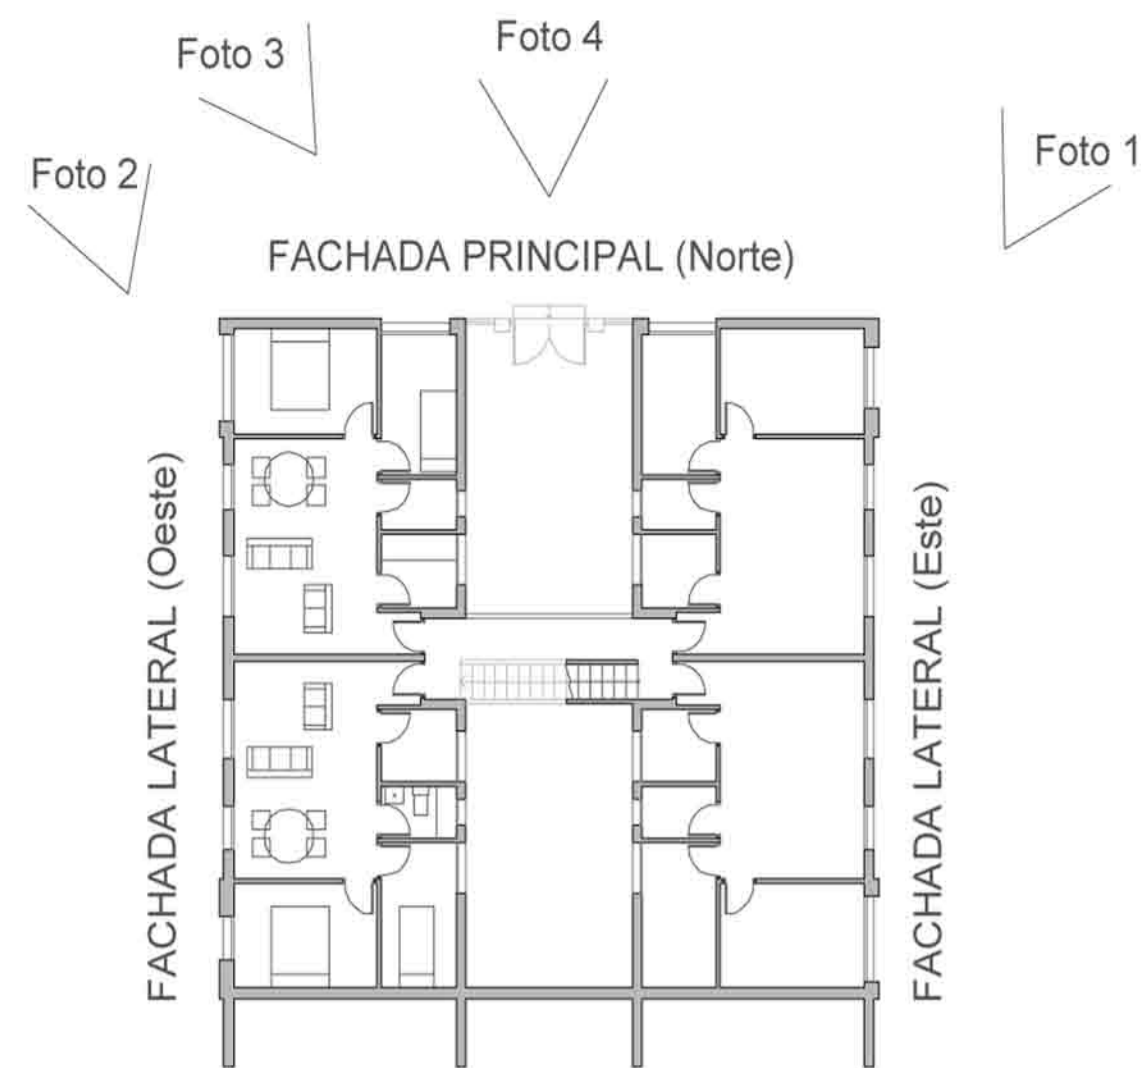 Foto 4
Foto 3
Foto 1
Foto 2
FACHADA PRINCIPAL (Norte)
FACHADA LATERAL (Oeste)
FACHADA LATERAL (Este)